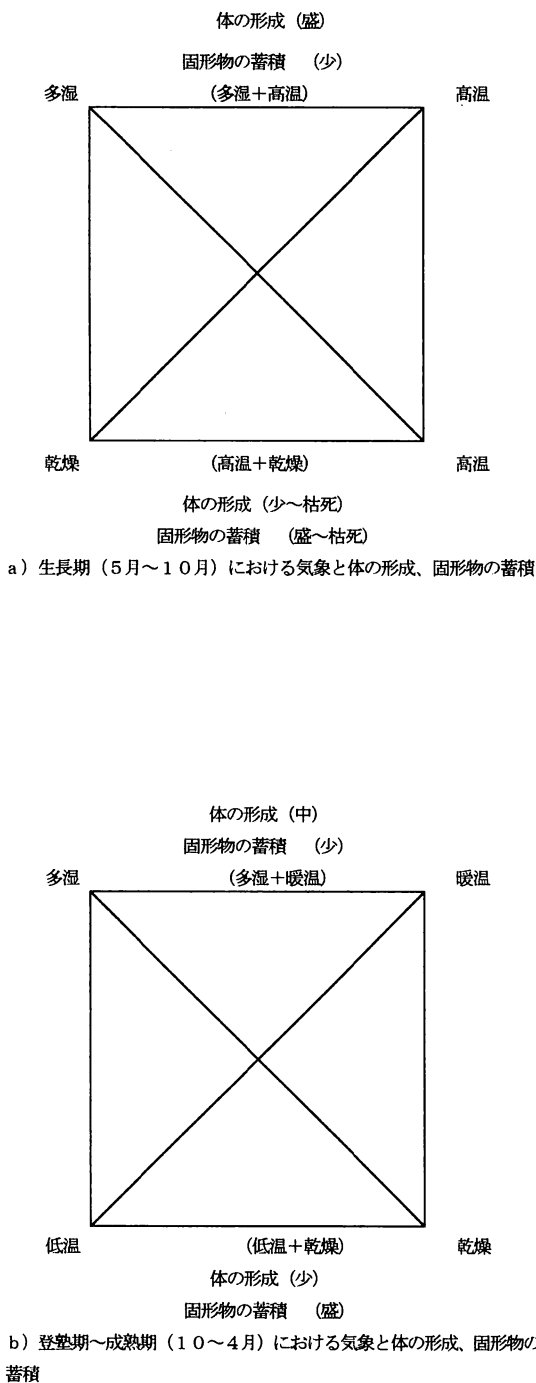 体の形成（盛）
固形物の蓄積　（少）
多湿　（多湿＋高温）　高温
乾燥　（高温＋乾燥）　高温
体の形成（少～枯死）
固形物の蓄積　（盛～枯死）
a）生長期（５月～１０月）における気象と体の形成、固形物の蓄積
体の形成（中）
固形物の蓄積　（少）
多湿　（多湿＋暖温）　暖温
低温　（低温＋乾燥）　乾燥
体の形成（少）
固形物の蓄積　（盛）
b）登塾期～成熟期（１０～４月）における気象と体の形成、固形物の
蓄積